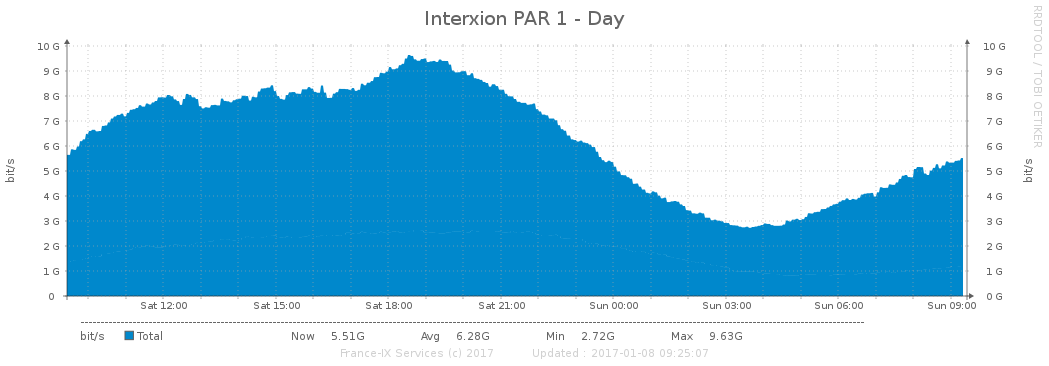 Interxion PAR 1 - Day
RRDTOOL / TOBI OETIKER
bit/s
10 G
9 G
8 G
7 G
6 G
5 G
4 G
3 G
2 G
1 G
0
10 G
9 G
8 G
7 G
6 G
5 G
4 G
3 G
2 G
1 G
0 G
bit/s
Sat 12:00 Sat 15:00 Sat 18:00 Sat 21:00 Sun 00:00 Sun 03:00 Sun 06:00 Sun 09:00
bit/s Total Now 5.51G Avg 6.28G Min 2.72G Max 9.63G
France-IX Services (c) 2017 Updated : 2017-01-08 09:25:07